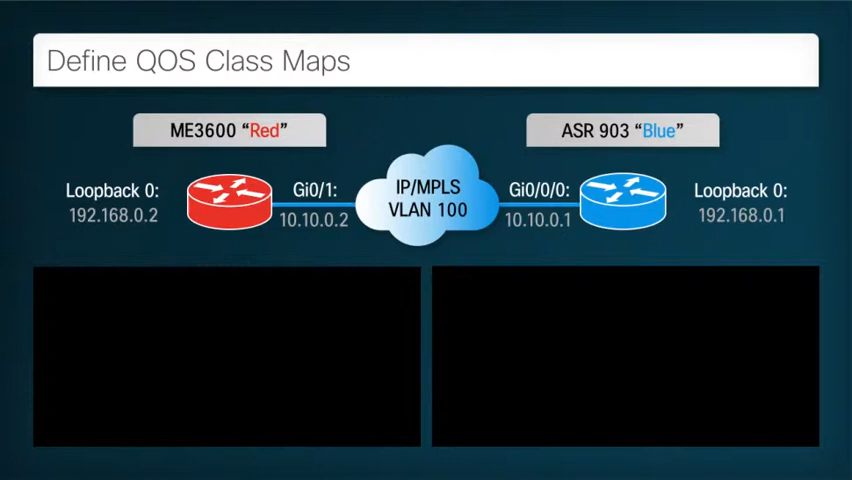 Define QOS Class Maps
ME3600 “Red”
ASR 903 “Blue”
Loopback 0:
192.168.0.2
Gi0/1:
10.10.0.2
IP/MPLS
VLAN 100
Gi0/0/0:
10.10.0.1
Loopback 0:
192.168.0.1